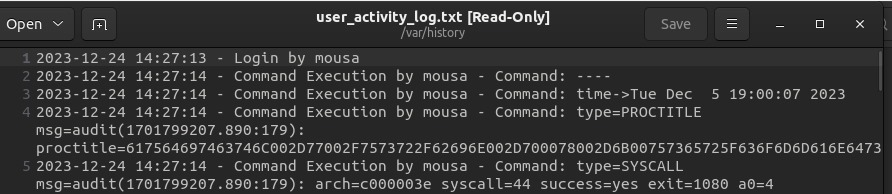 Open
user_activity_log.txt [Read-Only]
/var/history
Save
1 2023-12-24 14:27:13 - Login by mousa
2 2023-12-24 14:27:14 - Command Execution by mousa - Command: ----
3 2023-12-24 14:27:14 - Command Execution by mousa - Command: time->Tue Dec  5 19:00:07 2023
4 2023-12-24 14:27:14 - Command Execution by mousa - Command: type=PROCTITLE
msg=audit(1701799207.890:179):
proctitle=617564697463746C002D77002F7573722F62696E002D700078002D6B00757365725F636F6D6D616E6473
5 2023-12-24 14:27:14 - Command Execution by mousa - Command: type=SYSCALL
msg=audit(1701799207.890:179): arch=c000003e syscall=44 success=yes exit=1080 a0=4